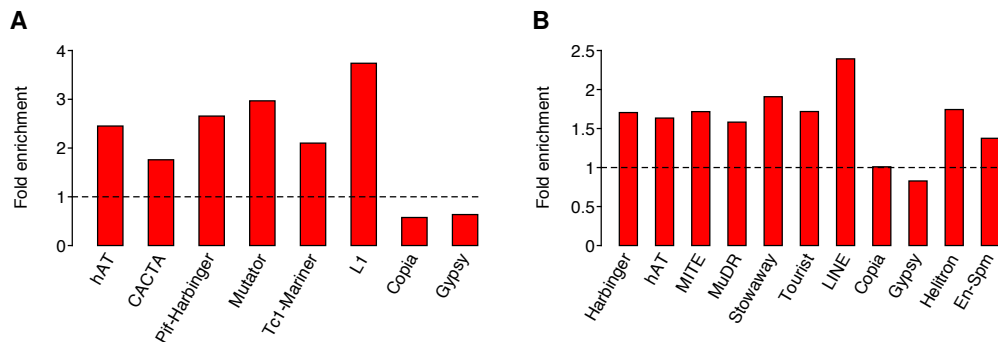 A
Fold enrichment
4
3
2
1
0
hAT
CACTA
Pif-Harbinger
Mutator
Tc1-Mariner
L1
Copia
Gypsy
B
Fold enrichment
2.5
2
1.5
1
0.5
0
Harbinger
hAT
MITE
MuDR
Stowaway
Tourist
LINE
Copia
Gypsy
Helitron
En-Spm